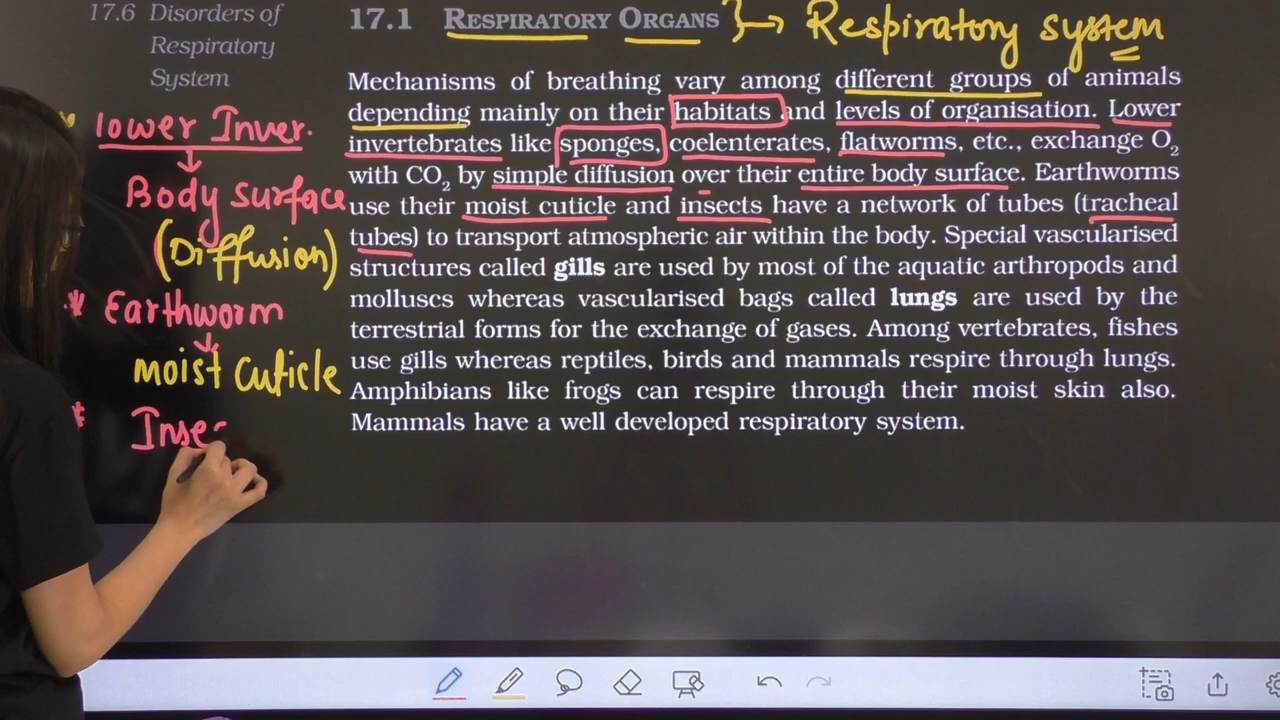 17.6 Disorders of
Respiratory
System
17.1 RESPIRATORY ORGANS
Respiratory system
Mechanisms of breathing vary among different groups of animals
depending mainly on their habitats and levels of organisation. Lower
invertebrates like sponges, coelenterates, flatworms, etc., exchange O₂
with CO₂ by simple diffusion over their entire body surface. Earthworms
use their moist cuticle and insects have a network of tubes (tracheal
tubes) to transport atmospheric air within the body. Special vascularised
structures called gills are used by most of the aquatic arthropods and
molluscs whereas vascularised bags called lungs are used by the
terrestrial forms for the exchange of gases. Among vertebrates, fishes
use gills whereas reptiles, birds and mammals respire through lungs.
Amphibians like frogs can respire through their moist skin also.
Mammals have a well developed respiratory system.
lower Inver.
Body surface
(Diffusion)
* Earthworm
moist cuticle
* Insec